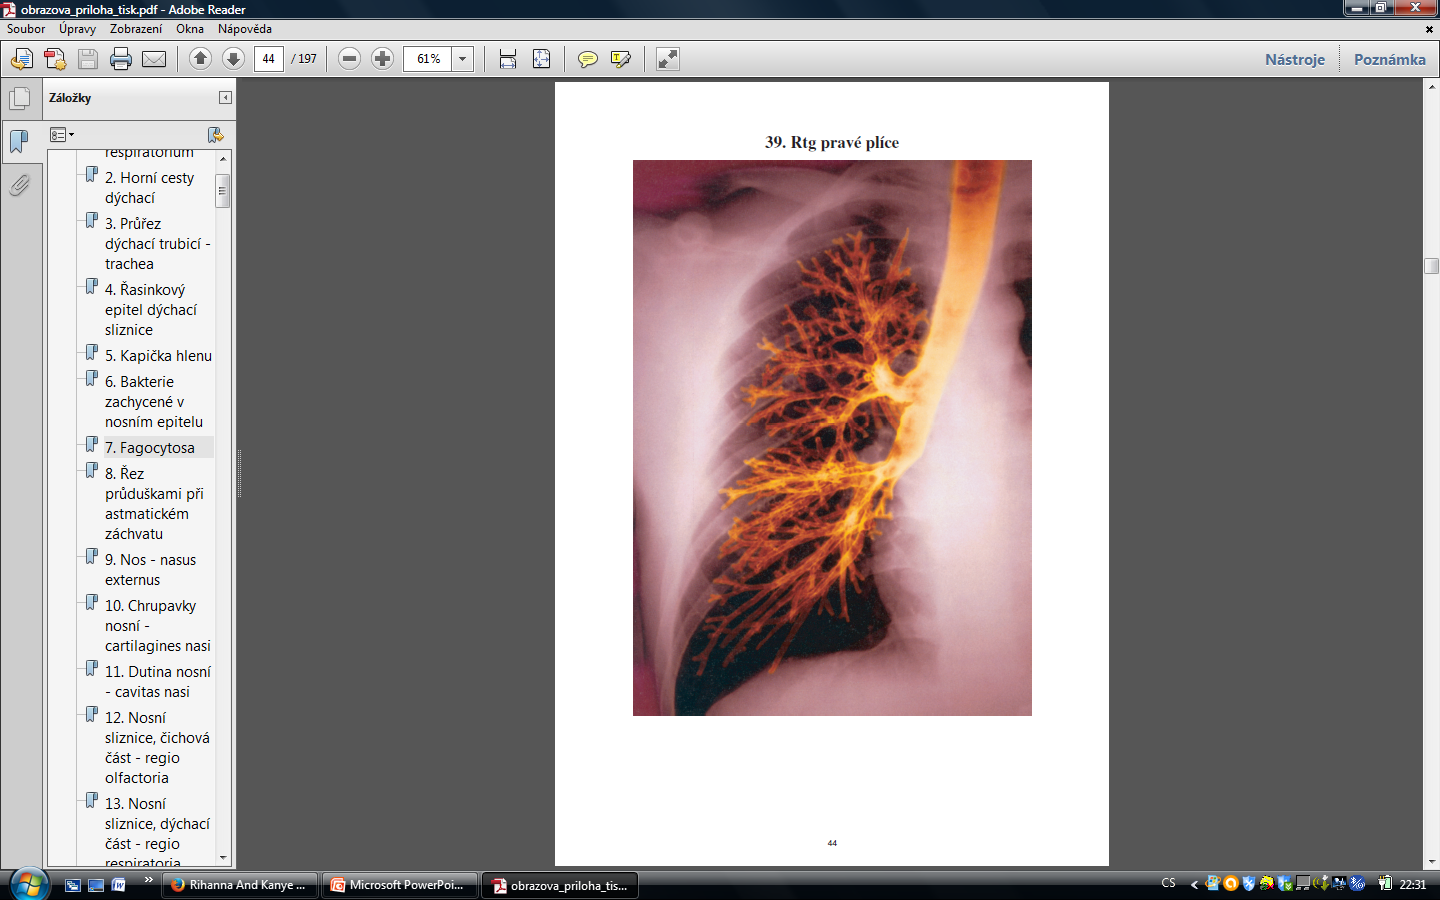 obrazova_priloha_tisk.pdf - Adobe Reader
Soubor Úpravy Zobrazení Okna Nápověda
44 / 197 61% Nástroje Poznámka
Záložky
respiratorium
2. Horní cesty
dýchací
3. Průřez
dýchací trubicí -
trachea
4. Řasinkový
epitel dýchací
sliznice
5. Kapička hlenu
6. Bakterie
zachycené v
nosním epitelu
7. Fagocytosa
8. Řez
průduškami při
astmatickém
záchvatu
9. Nos - nasus
externus
10. Chrupavky
nosní -
cartilagines nasi
11. Dutina nosní
- cavitas nasi
12. Nosní
sliznice, čichová
část - regio
olfactoria
13. Nosní
sliznice, dýchací
část - regio
respiratoria
39. Rtg pravé plíce
44
Rihanna And Kanye ... Microsoft PowerPoi... obrazova_priloha_tis... CS 22:31